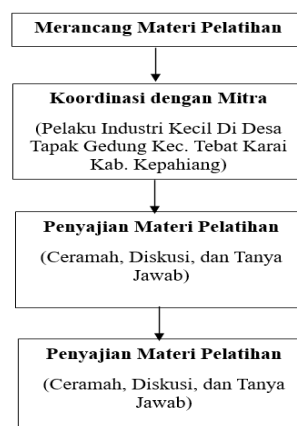 Merancang Materi Pelatihan
Koordinasi dengan Mitra
(Pelaku Industri Kecil Di Desa
Tapak Gedung Kec. Tebat Karai
Kab. Kepahiang)
Penyajian Materi Pelatihan
(Ceramah, Diskusi, dan Tanya
Jawab)
Penyajian Materi Pelatihan
(Ceramah, Diskusi, dan Tanya
Jawab)